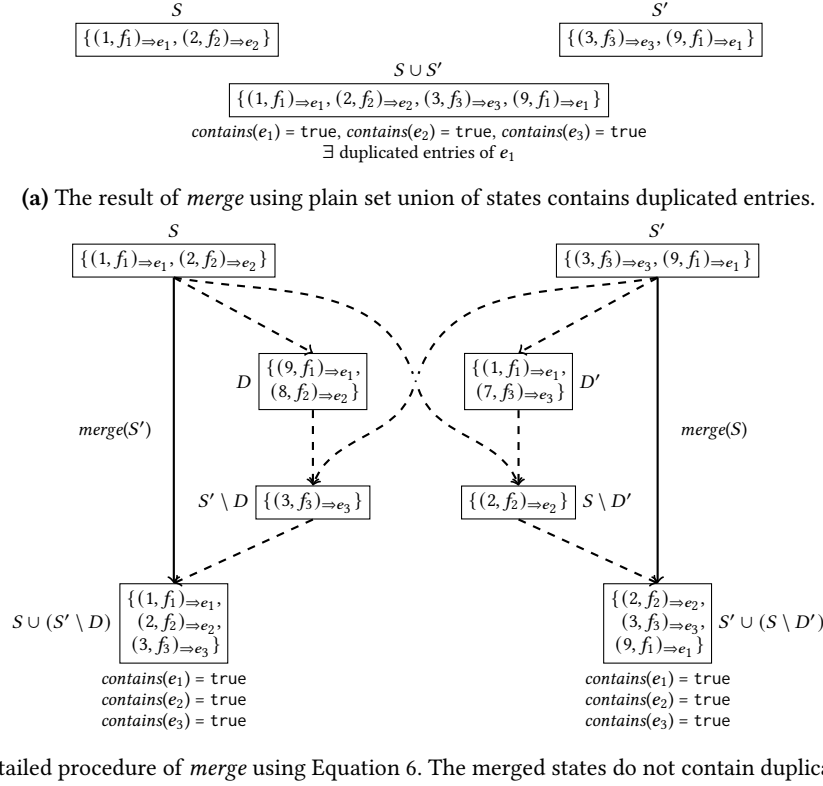 S S′
{(1, f₁)⇒e₁, (2, f₂)⇒e₂} {(3, f₃)⇒e₃, (9, f₁)⇒e₁}
S ∪ S′
{(1, f₁)⇒e₁, (2, f₂)⇒e₂, (3, f₃)⇒e₃, (9, f₁)⇒e₁}
contains(e₁) = true, contains(e₂) = true, contains(e₃) = true
∃ duplicated entries of e₁
(a) The result of merge using plain set union of states contains duplicated entries.
S S′
{(1, f₁)⇒e₁, (2, f₂)⇒e₂} {(3, f₃)⇒e₃, (9, f₁)⇒e₁}
D {(9, f₁)⇒e₁, {(1, f₁)⇒e₁, D′
(8, f₂)⇒e₂} (7, f₃)⇒e₃}
merge(S′) merge(S)
S′ \ D {(3, f₃)⇒e₃} {(2, f₂)⇒e₂} S \ D′
{(1, f₁)⇒e₁, {(2, f₂)⇒e₂,
S ∪ (S′ \ D) (2, f₂)⇒e₂, (3, f₃)⇒e₃, S′ ∪ (S \ D′)
(3, f₃)⇒e₃} (9, f₁)⇒e₁}
contains(e₁) = true contains(e₁) = true
contains(e₂) = true contains(e₂) = true
contains(e₃) = true contains(e₃) = true
tailed procedure of merge using Equation 6. The merged states do not contain duplica